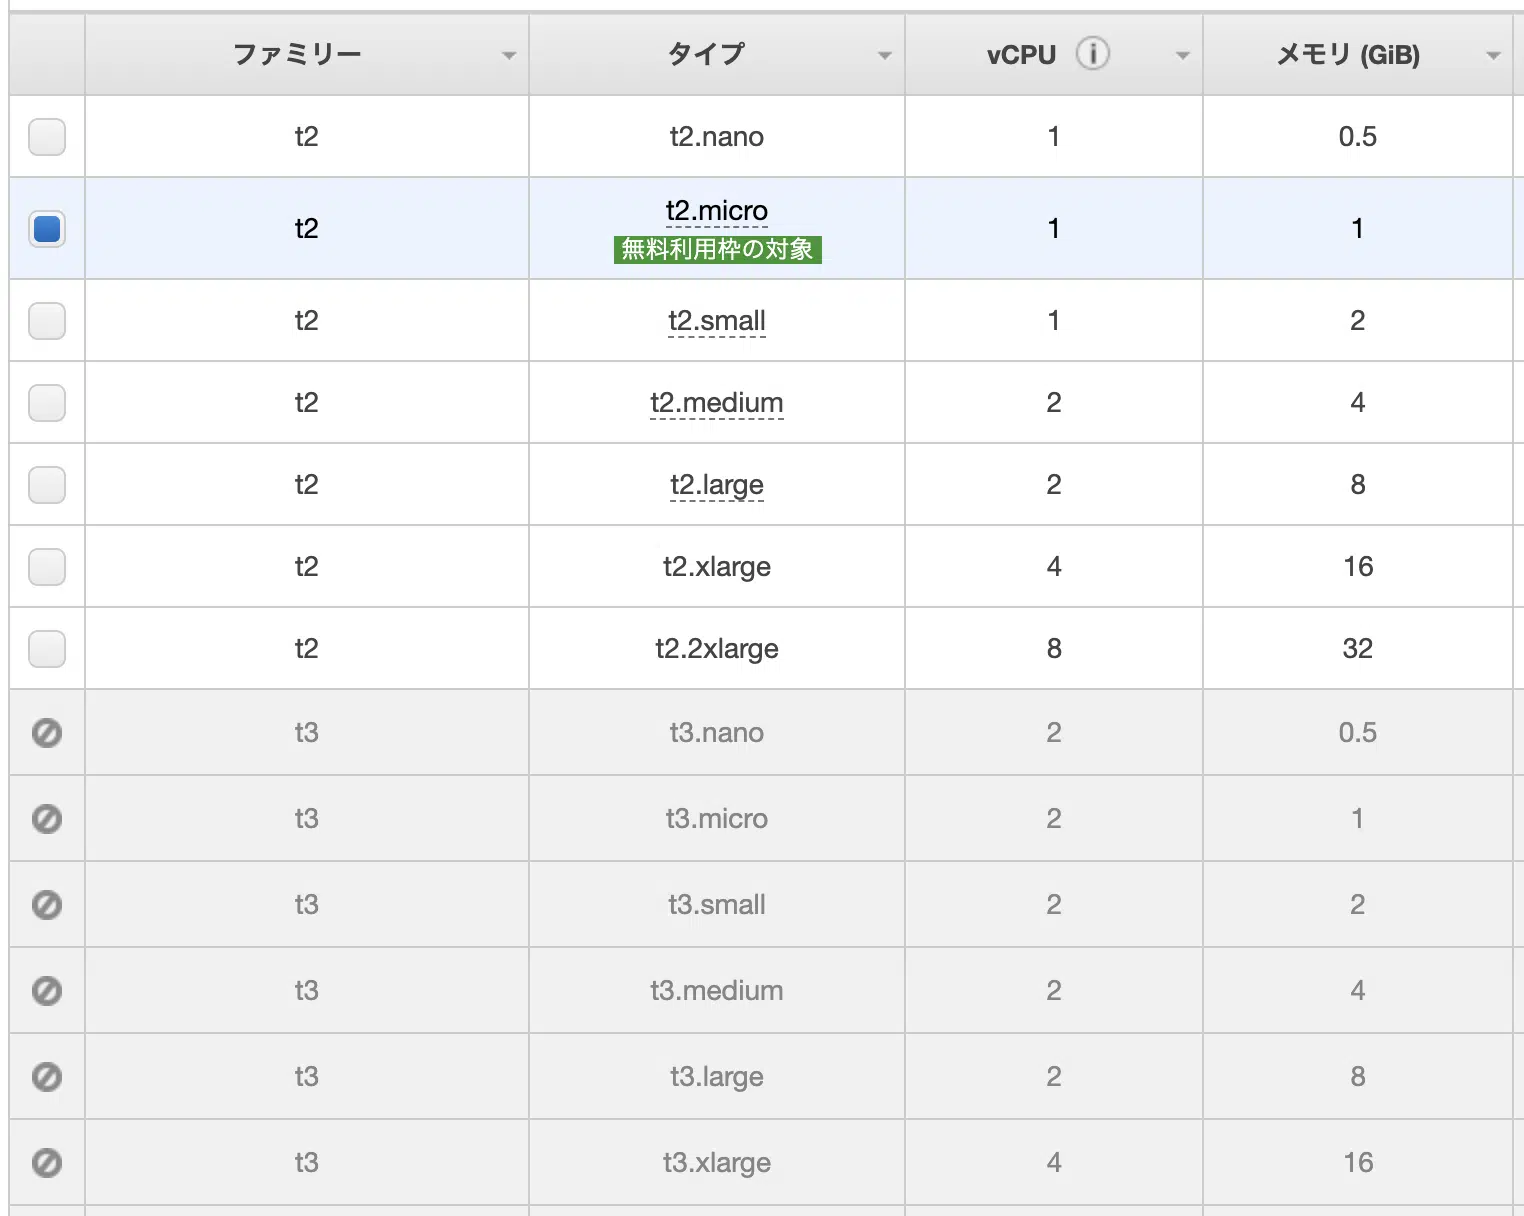 ファミリー タイプ vCPU i メモリ (GiB)
t2 t2.nano 1 0.5
t2 t2.micro 1 1
無料利用枠の対象
t2 t2.small 1 2
t2 t2.medium 2 4
t2 t2.large 2 8
t2 t2.xlarge 4 16
t2 t2.2xlarge 8 32
t3 t3.nano 2 0.5
t3 t3.micro 2 1
t3 t3.small 2 2
t3 t3.medium 2 4
t3 t3.large 2 8
t3 t3.xlarge 4 16